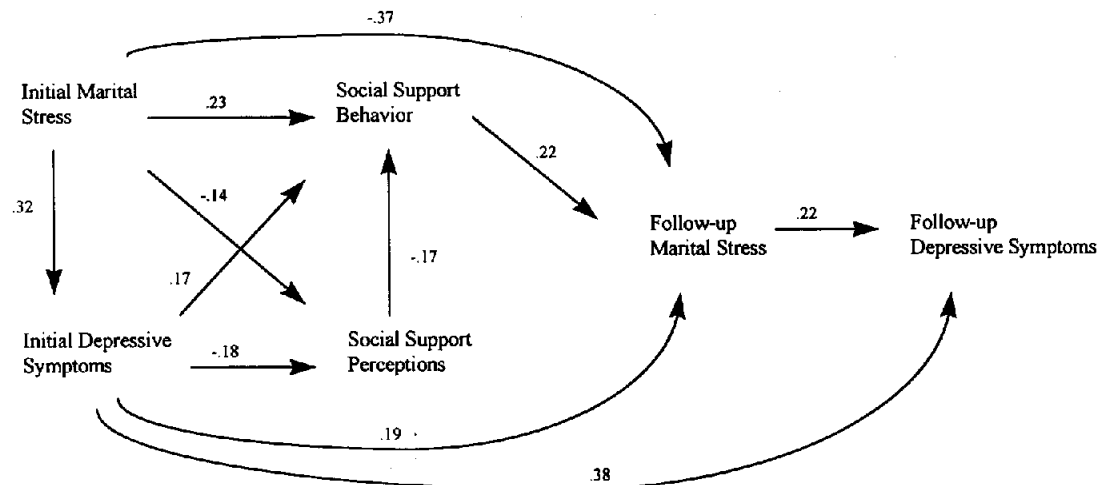 -.37
Initial Marital
Stress
.23
Social Support
Behavior
.22
-.14
.32
Follow-up
Marital Stress
.22
Follow-up
Depressive Symptoms
.17
-.17
Initial Depressive
Symptoms
-.18
Social Support
Perceptions
.19
.38